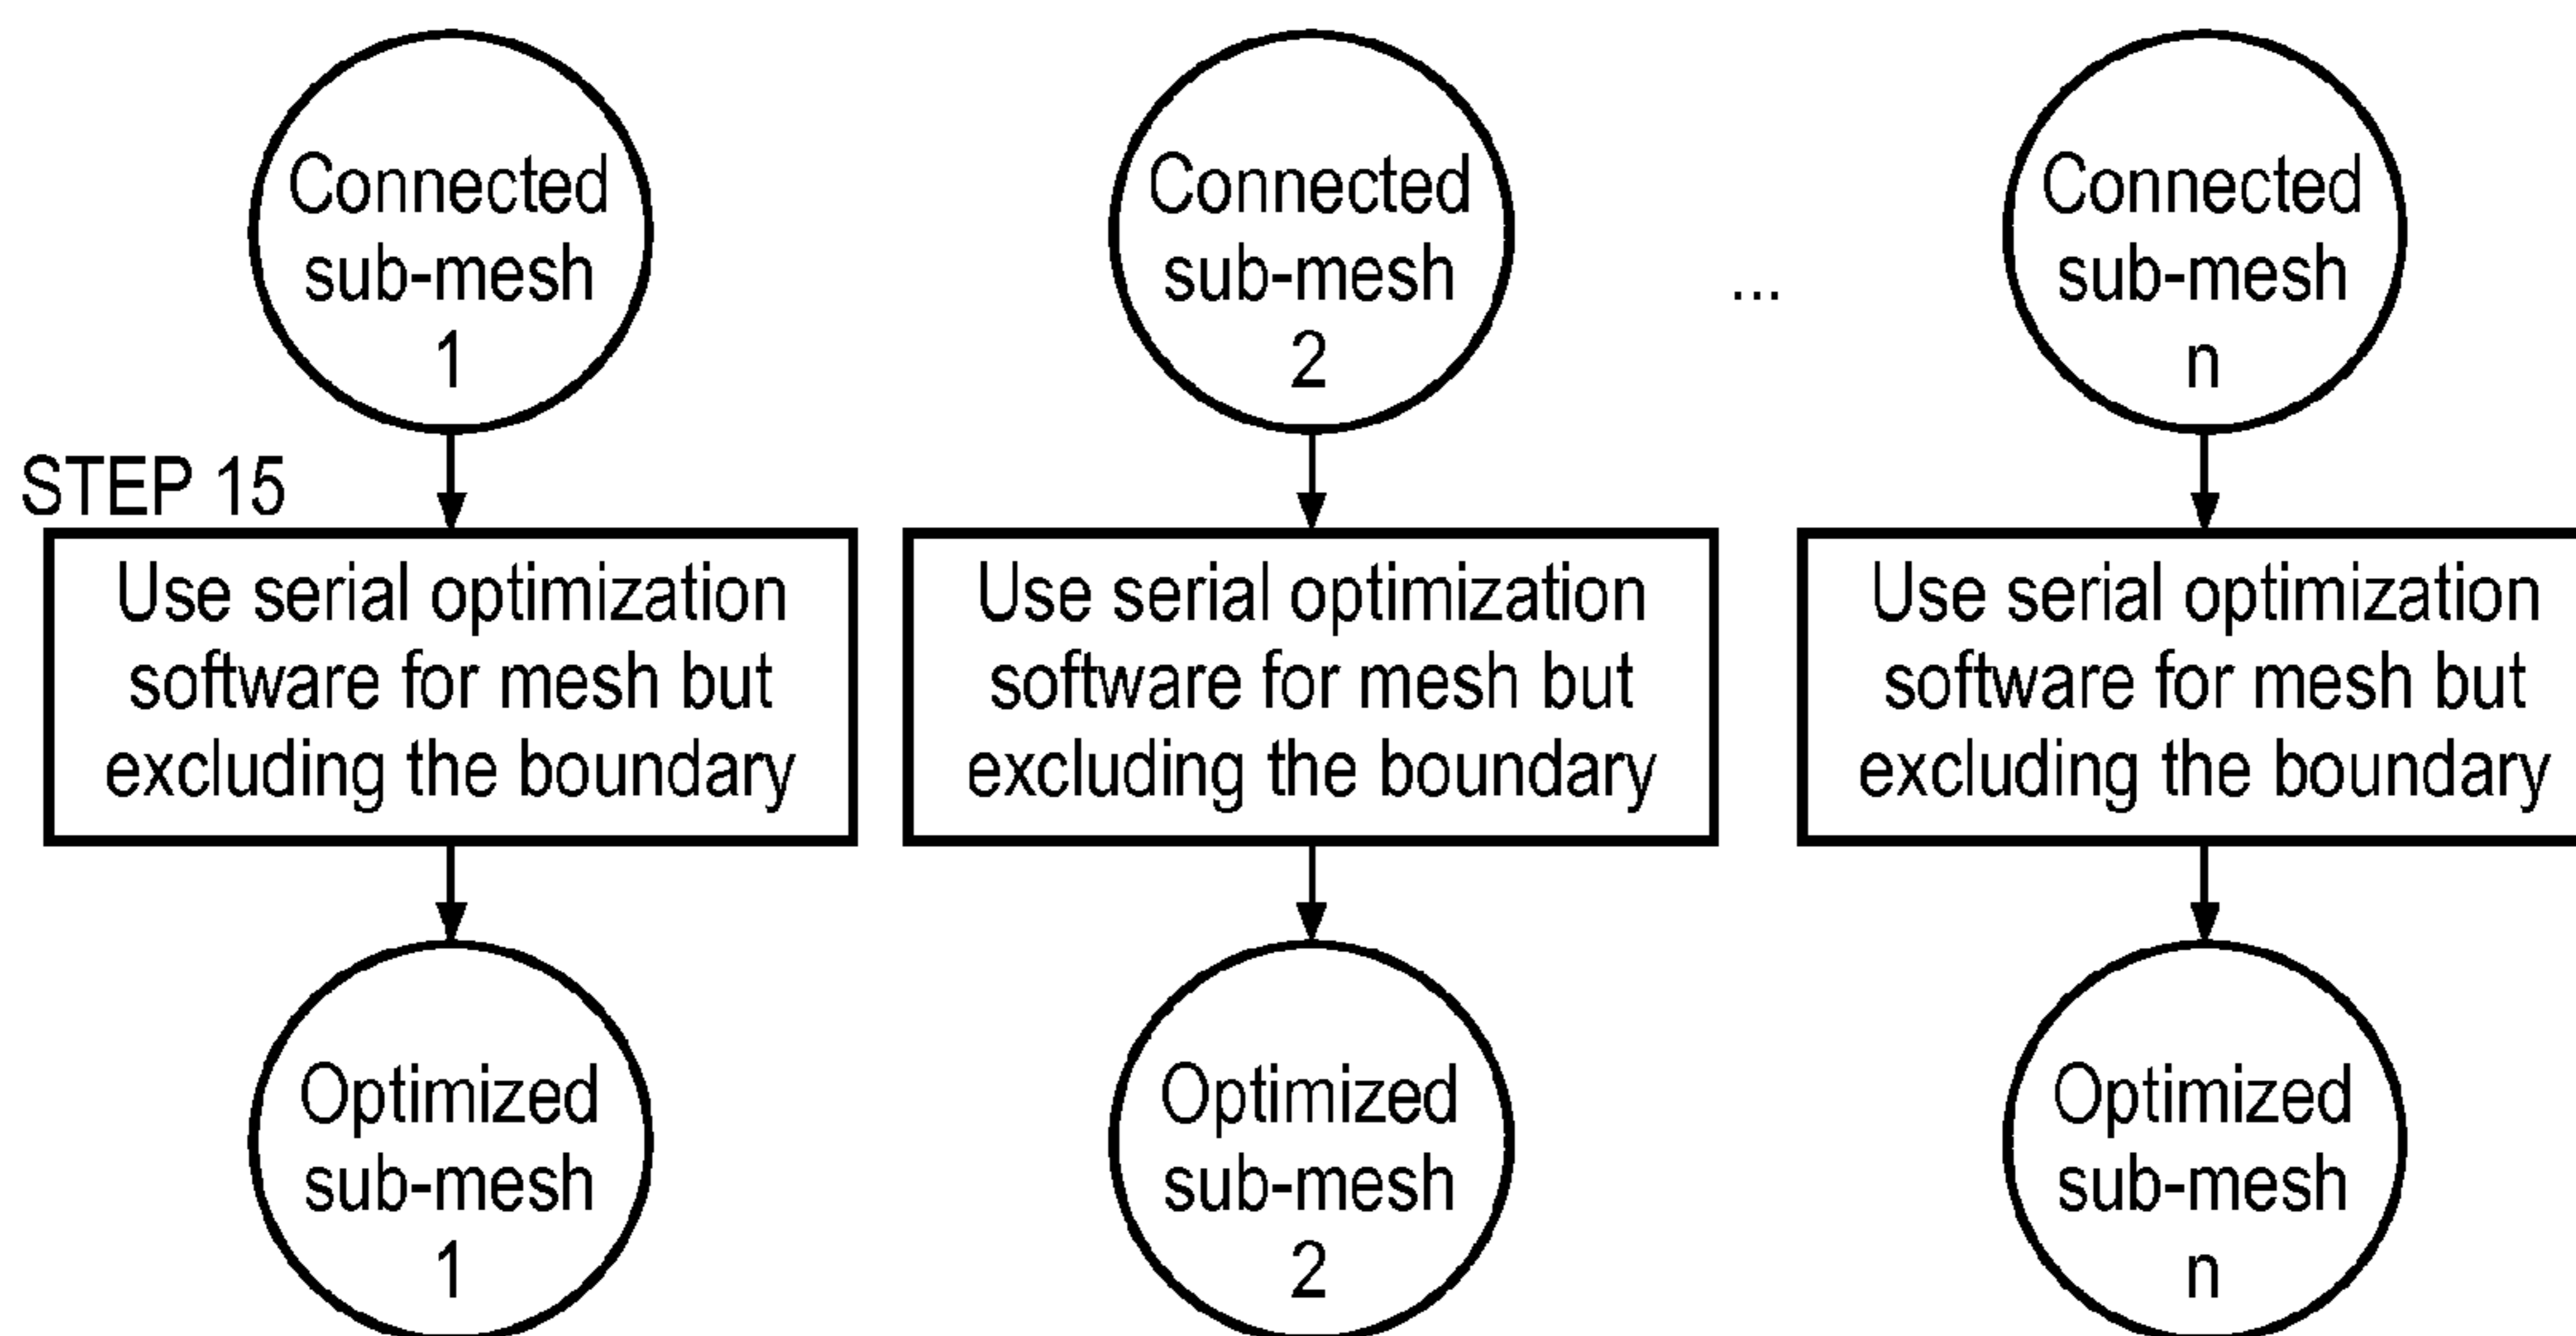 Connected
sub-mesh
1
Connected
sub-mesh
2
...
Connected
sub-mesh
n
STEP 15
Use serial optimization
software for mesh but
excluding the boundary
Use serial optimization
software for mesh but
excluding the boundary
Use serial optimization
software for mesh but
excluding the boundary
Optimized
sub-mesh
1
Optimized
sub-mesh
2
Optimized
sub-mesh
n